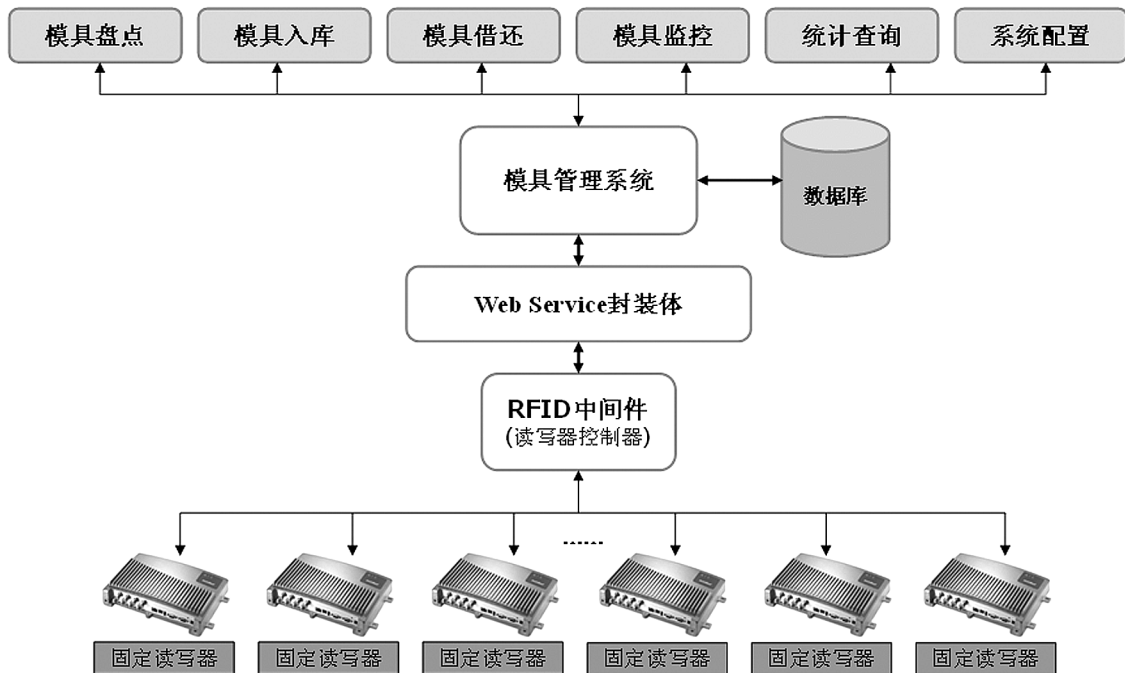 模具盘点
模具入库
模具借还
模具监控
统计查询
系统配置
模具管理系统
数据库
Web Service封装体
RFID中间件
(读写器控制器)
......
固定读写器
固定读写器
固定读写器
固定读写器
固定读写器
固定读写器